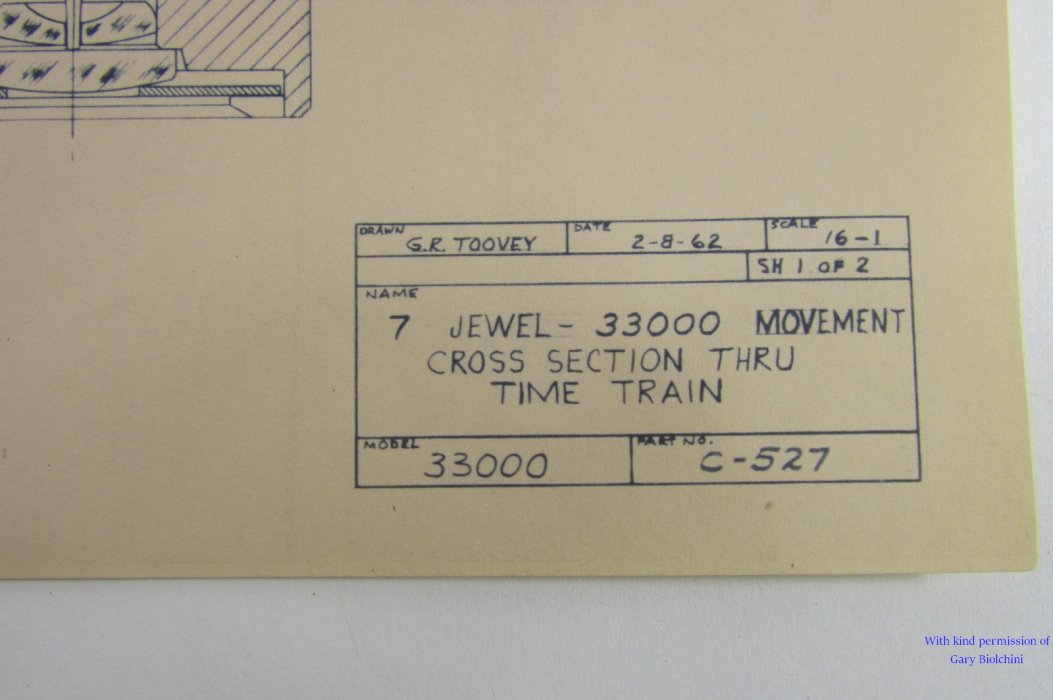 DRAWN G.R. TOOVEY DATE 2-8-62 SCALE 16-1
SH 1 OF 2
NAME
7 JEWEL- 33000 MOVEMENT
CROSS SECTION THRU
TIME TRAIN
MODEL 33000 PART NO. C-527
With kind permission of
Gary Biolchini